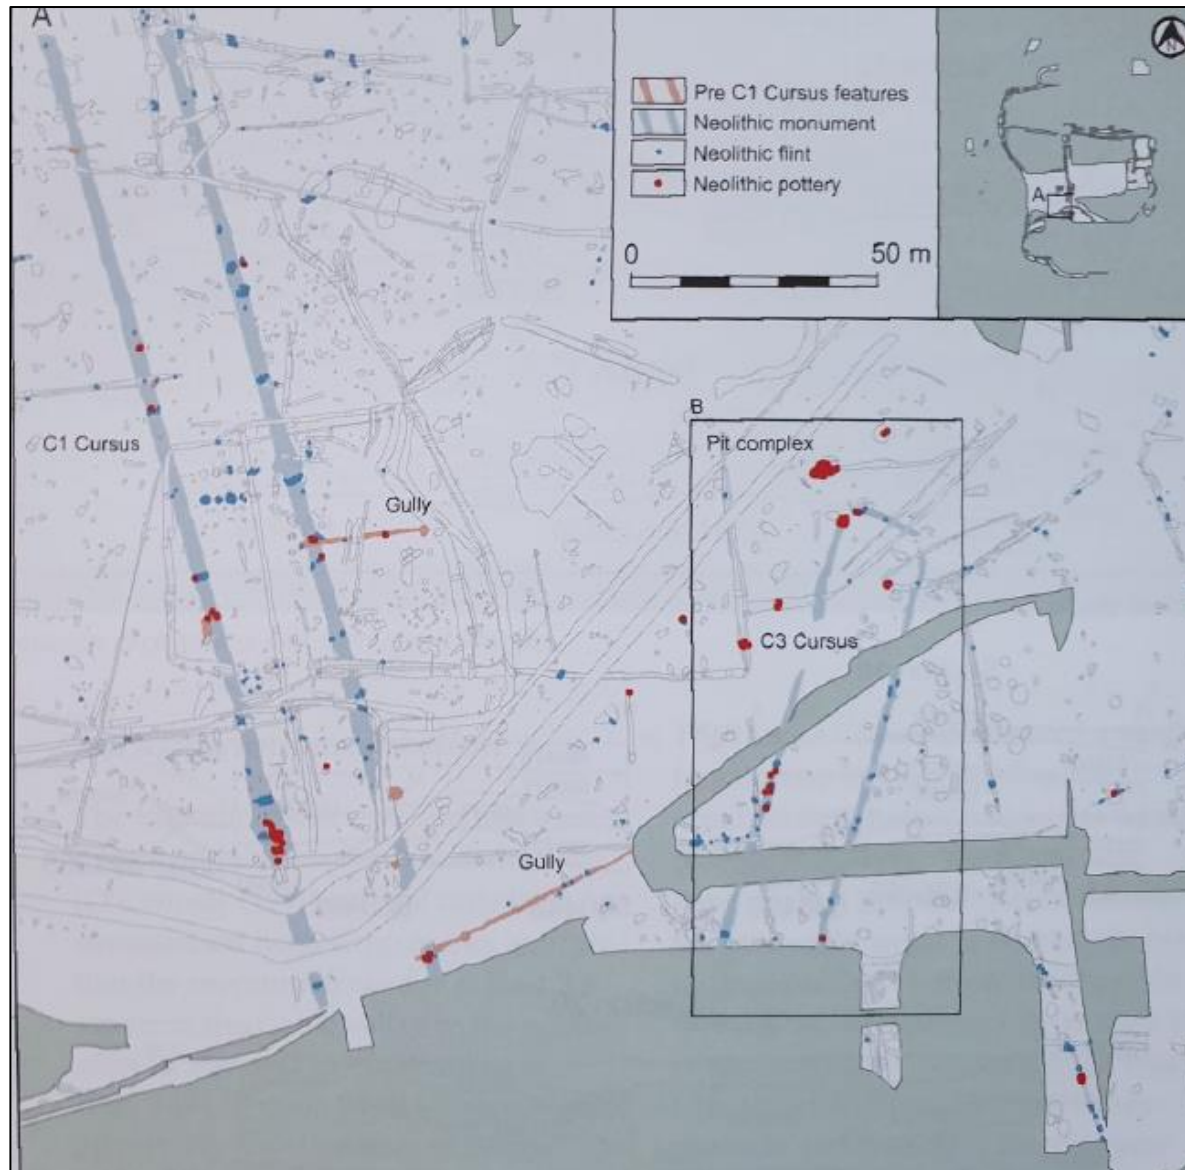 A
Pre C1 Cursus features
Neolithic monument
Neolithic flint
Neolithic pottery
0 50 m
N
A
C1 Cursus
Gully
B
Pit complex
C3 Cursus
Gully